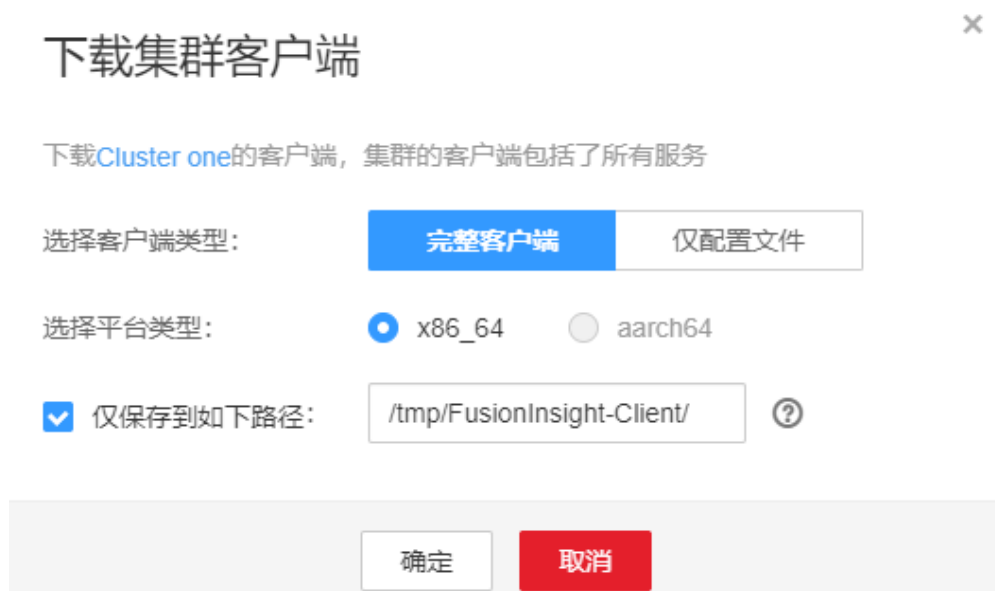 下载集群客户端
下载Cluster one的客户端，集群的客户端包括了所有服务
选择客户端类型： 完整客户端 仅配置文件
选择平台类型： x86_64 aarch64
仅保存到如下路径： /tmp/FusionInsight-Client/
确定 取消